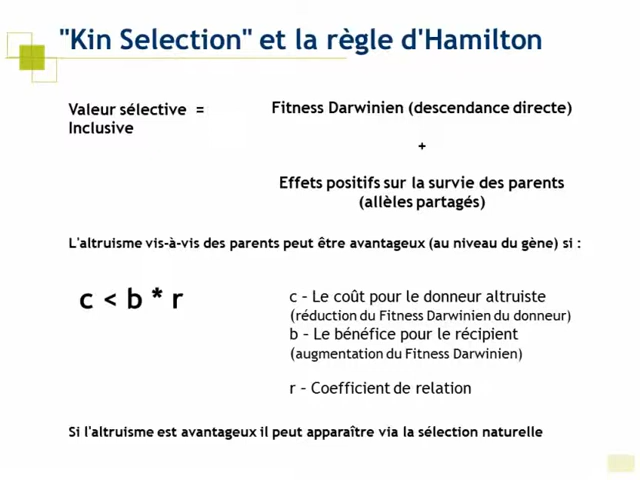 "Kin Selection" et la règle d'Hamilton
Valeur sélective = Fitness Darwinien (descendance directe)
Inclusive
+
Effets positifs sur la survie des parents
(allèles partagés)
L'altruisme vis-à-vis des parents peut être avantageux (au niveau du gène) si :
c < b * r
c – Le coût pour le donneur altruiste
(réduction du Fitness Darwinien du donneur)
b – Le bénéfice pour le récipient
(augmentation du Fitness Darwinien)
r – Coefficient de relation
Si l'altruisme est avantageux il peut apparaître via la sélection naturelle